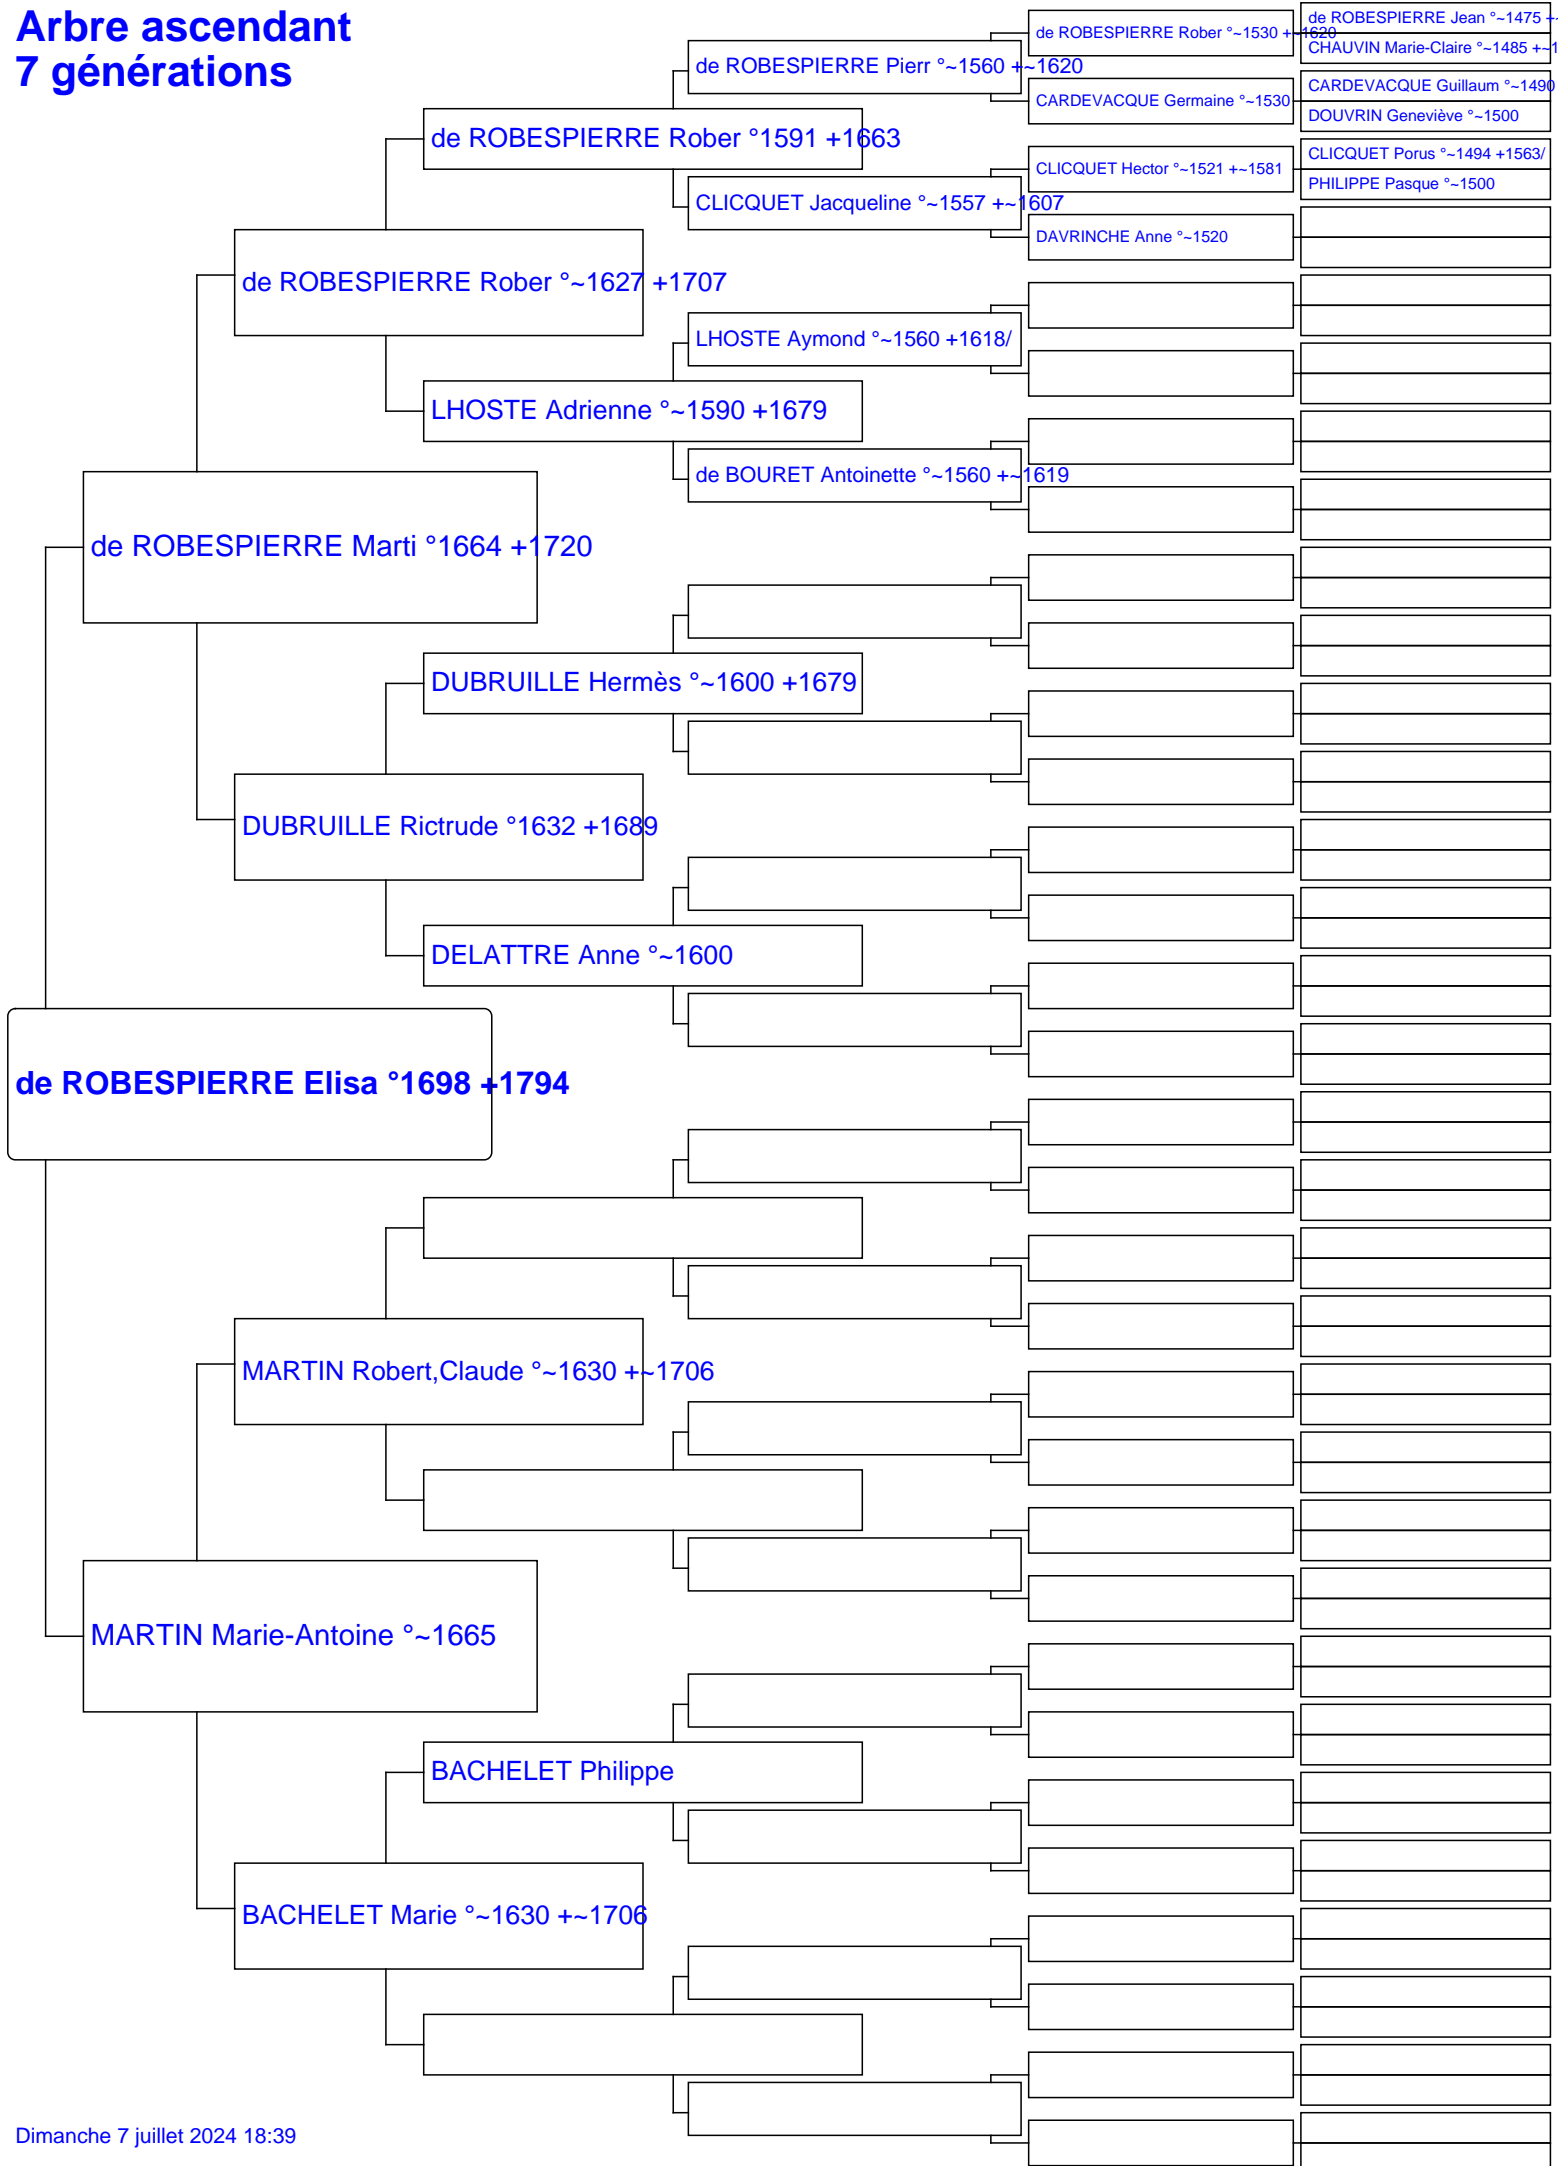 Arbre ascendant
7 générations
de ROBESPIERRE Jean °~1475 +~
de ROBESPIERRE Rober °~1530 +~1620
CHAUVIN Marie-Claire °~1485 +~1
de ROBESPIERRE Pierr °~1560 +~1620
CARDEVACQUE Guillaum °~1490
CARDEVACQUE Germaine °~1530
DOUVRIN Geneviève °~1500
de ROBESPIERRE Rober °1591 +1663
CLICQUET Porus °~1494 +1563/
CLICQUET Hector °~1521 +~1581
PHILIPPE Pasque °~1500
CLICQUET Jacqueline °~1557 +~1607
DAVRINCHE Anne °~1520
de ROBESPIERRE Rober °~1627 +1707
LHOSTE Aymond °~1560 +1618/
LHOSTE Adrienne °~1590 +1679
de BOURET Antoinette °~1560 +~1619
de ROBESPIERRE Marti °1664 +1720
DUBRUILLE Hermès °~1600 +1679
DUBRUILLE Rictrude °1632 +1689
DELATTRE Anne °~1600
de ROBESPIERRE Elisa °1698 +1794
MARTIN Robert,Claude °~1630 +~1706
MARTIN Marie-Antoine °~1665
BACHELET Philippe
BACHELET Marie °~1630 +~1706
Dimanche 7 juillet 2024 18:39